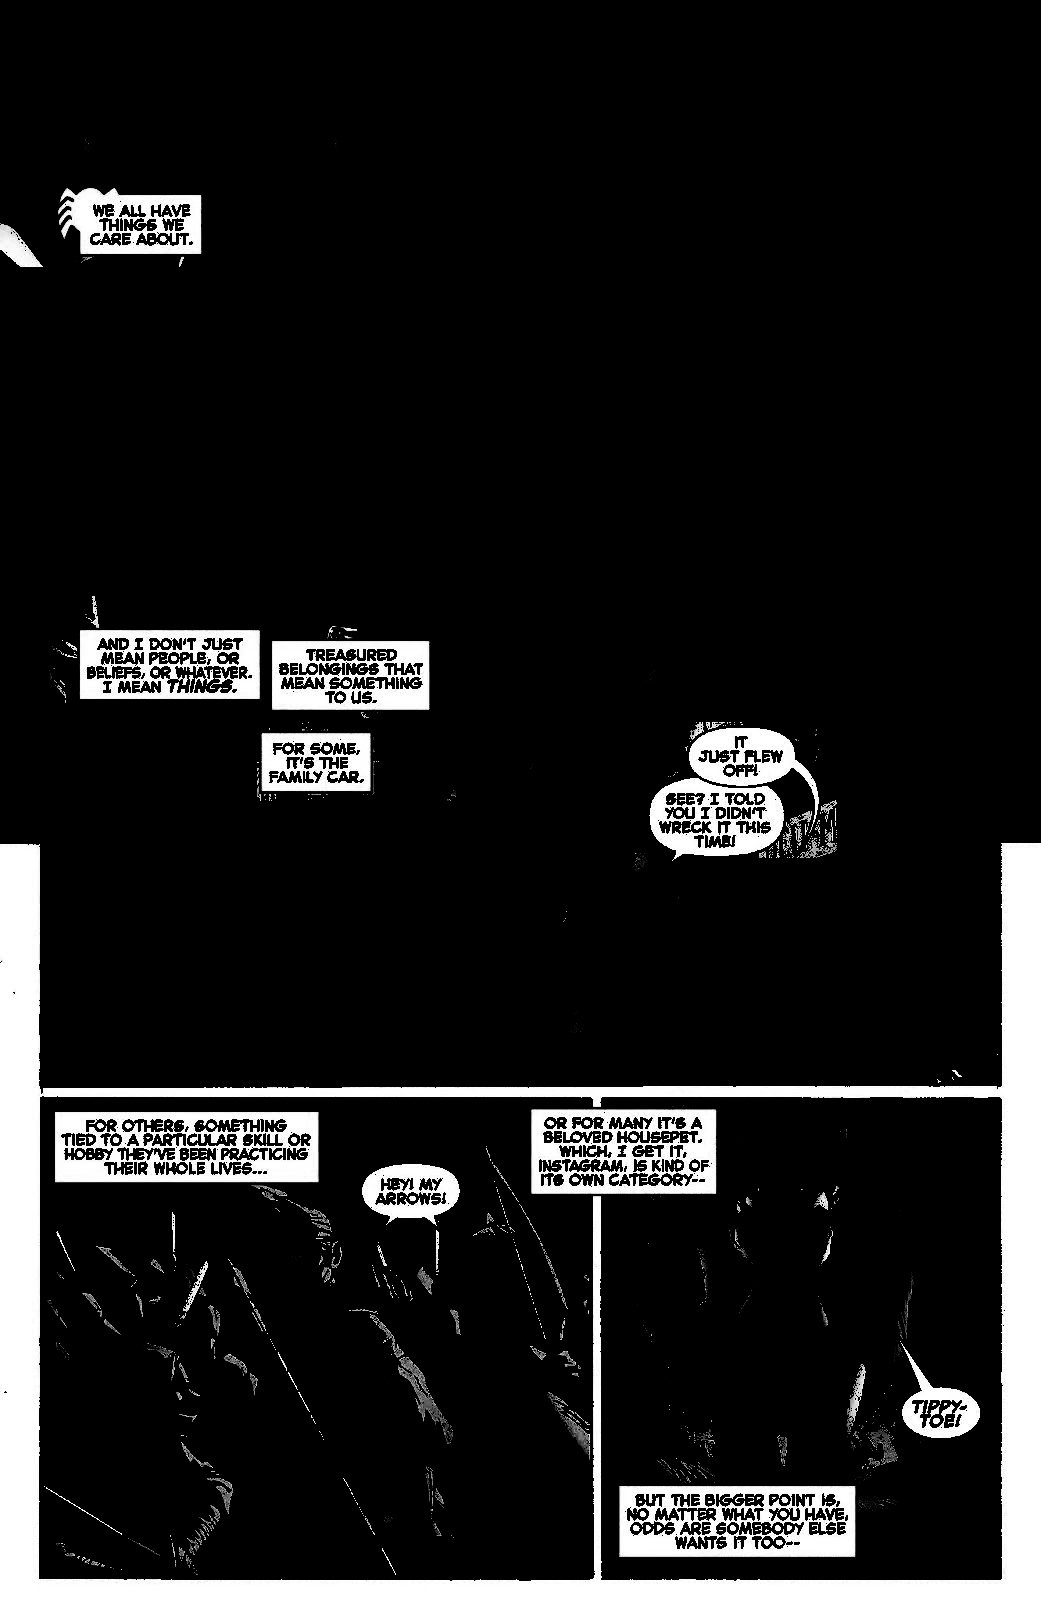 WE ALL HAVE
THINGS WE
CARE ABOUT.
AND I DON'T JUST
MEAN PEOPLE, OR
BELIEFS, OR WHATEVER.
I MEAN THINGS.
TREASURED
BELONGINGS THAT
MEAN SOMETHING
TO US.
FOR SOME,
IT'S THE
FAMILY CAR.
IT
JUST FLEW
OFF!
SEE? I TOLD
YOU I DIDN'T
WRECK IT THIS
TIME!
FOR OTHERS, SOMETHING
TIED TO A PARTICULAR SKILL OR
HOBBY THEY'VE BEEN PRACTICING
THEIR WHOLE LIVES...
HEY! MY
ARROWS!
OR FOR MANY IT'S A
BELOVED HOUSEPET.
WHICH, I GET IT,
INSTAGRAM, IS KIND OF
ITS OWN CATEGORY--
TIPPY-
TOE!
BUT THE BIGGER POINT IS,
NO MATTER WHAT YOU HAVE,
ODDS ARE SOMEBODY ELSE
WANTS IT TOO--